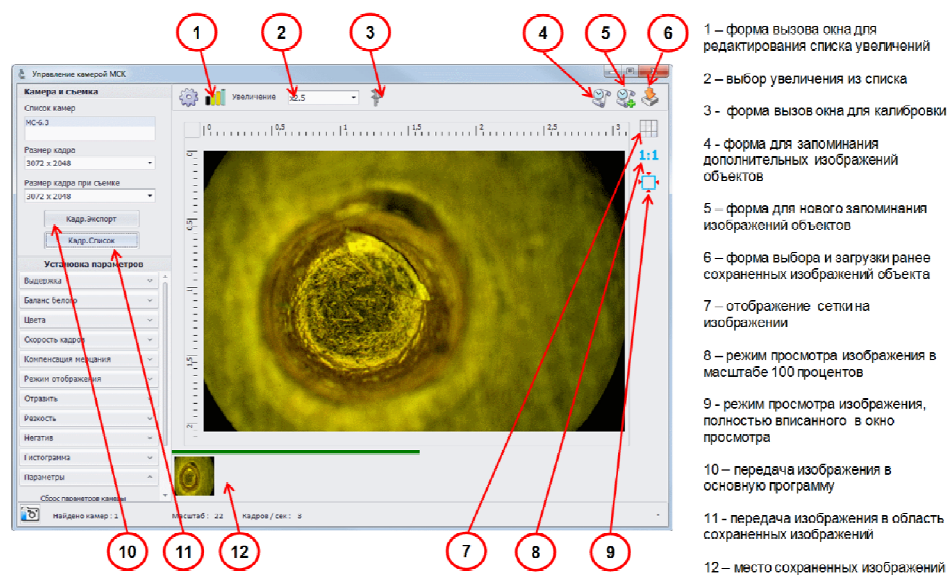 1
2
3
4
5
6
Управление камерой МСК
Камера и съемка
Список камер
МС-6.3
Размер кадра
3072 x 2048
Размер кадра при съемке
3072 x 2048
Кадр.Экспорт
Кадр.Список
Установка параметров
Выдержка
Баланс белого
Цвета
Скорость кадров
Компенсация мерцания
Режим отображения
Отразить
Резкость
Негатив
Гистограмма
Параметры
Сброс параметров камеры
Найдено камер : 1
Масштаб : 22
Кадров / сек : 3
Увеличение
x2.5
0 0,5 1 1,5 2 2,5 3
0
0,5
1
1,5
2
1:1
10
11
12
7
8
9
1 – форма вызова окна для
редактирования списка увеличений
2 – выбор увеличения из списка
3 - форма вызов окна для калибровки
4 - форма для запоминания
дополнительных изображений
объектов
5 – форма для нового запоминания
изображений объектов
6 – форма выбора и загрузки ранее
сохраненных изображений объекта
7 – отображение сетки на
изображении
8 – режим просмотра изображения в
масштабе 100 процентов
9 - режим просмотра изображения,
полностью вписанного в окно
просмотра
10 – передача изображения в
основную программу
11 - передача изображения в область
сохраненных изображений
12 – место сохраненных изображений